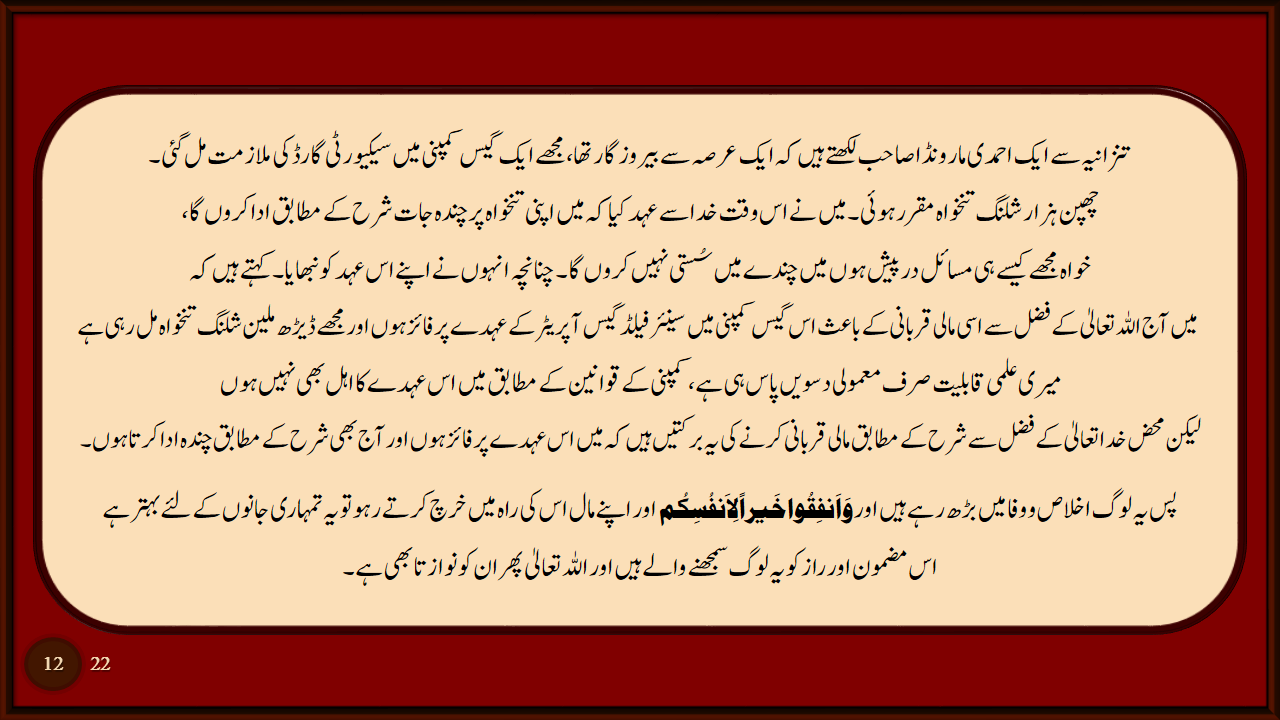 تنزانیہ سے ایک احمدی مارونڈا صاحب لکھتے ہیں کہ ایک عرصہ سے بیروزگار تھا، مجھے ایک گیس کمپنی میں سیکیورٹی گارڈ کی ملازمت مل گئی۔
چھپن ہزار شلنگ تنخواہ مقرر ہوئی۔ میں نے اس وقت خدا سے عہد کیا کہ میں اپنی تنخواہ پر چندہ جات شرح کے مطابق ادا کروں گا،
خواہ مجھے کیسے ہی مسائل در پیش ہوں میں چندے میں سُستی نہیں کروں گا۔ چنانچہ انہوں نے اپنے اس عہد کو نبھایا۔ کہتے ہیں کہ
میں آج اللہ تعالیٰ کے فضل سے اسی مالی قربانی کے باعث اس گیس کمپنی میں سینئر فیلڈ گیس آپریٹر کے عہدے پر فائز ہوں اور مجھے ڈیڑھ ملین شلنگ تنخواہ مل رہی ہے
میری علمی قابلیت صرف معمولی دسویں پاس ہی ہے، کمپنی کے قوانین کے مطابق میں اس عہدے کا اہل بھی نہیں ہوں
لیکن محض خدا تعالیٰ کے فضل سے شرح کے مطابق مالی قربانی کرنے کی یہ برکتیں ہیں کہ میں اس عہدے پر فائز ہوں اور آج بھی شرح کے مطابق چندہ ادا کرتا ہوں۔
پس یہ لوگ اخلاص و وفا میں بڑھ رہے ہیں اور وَاَنفِقُوا خَیراً لِاَنفُسِکُم اور اپنے مال اس کی راہ میں خرچ کرتے رہو تو یہ تمہاری جانوں کے لئے بہتر ہے
اس مضمون اور راز کو یہ لوگ سمجھنے والے ہیں اور اللہ تعالیٰ پھر ان کو نوازتا بھی ہے۔
12 22